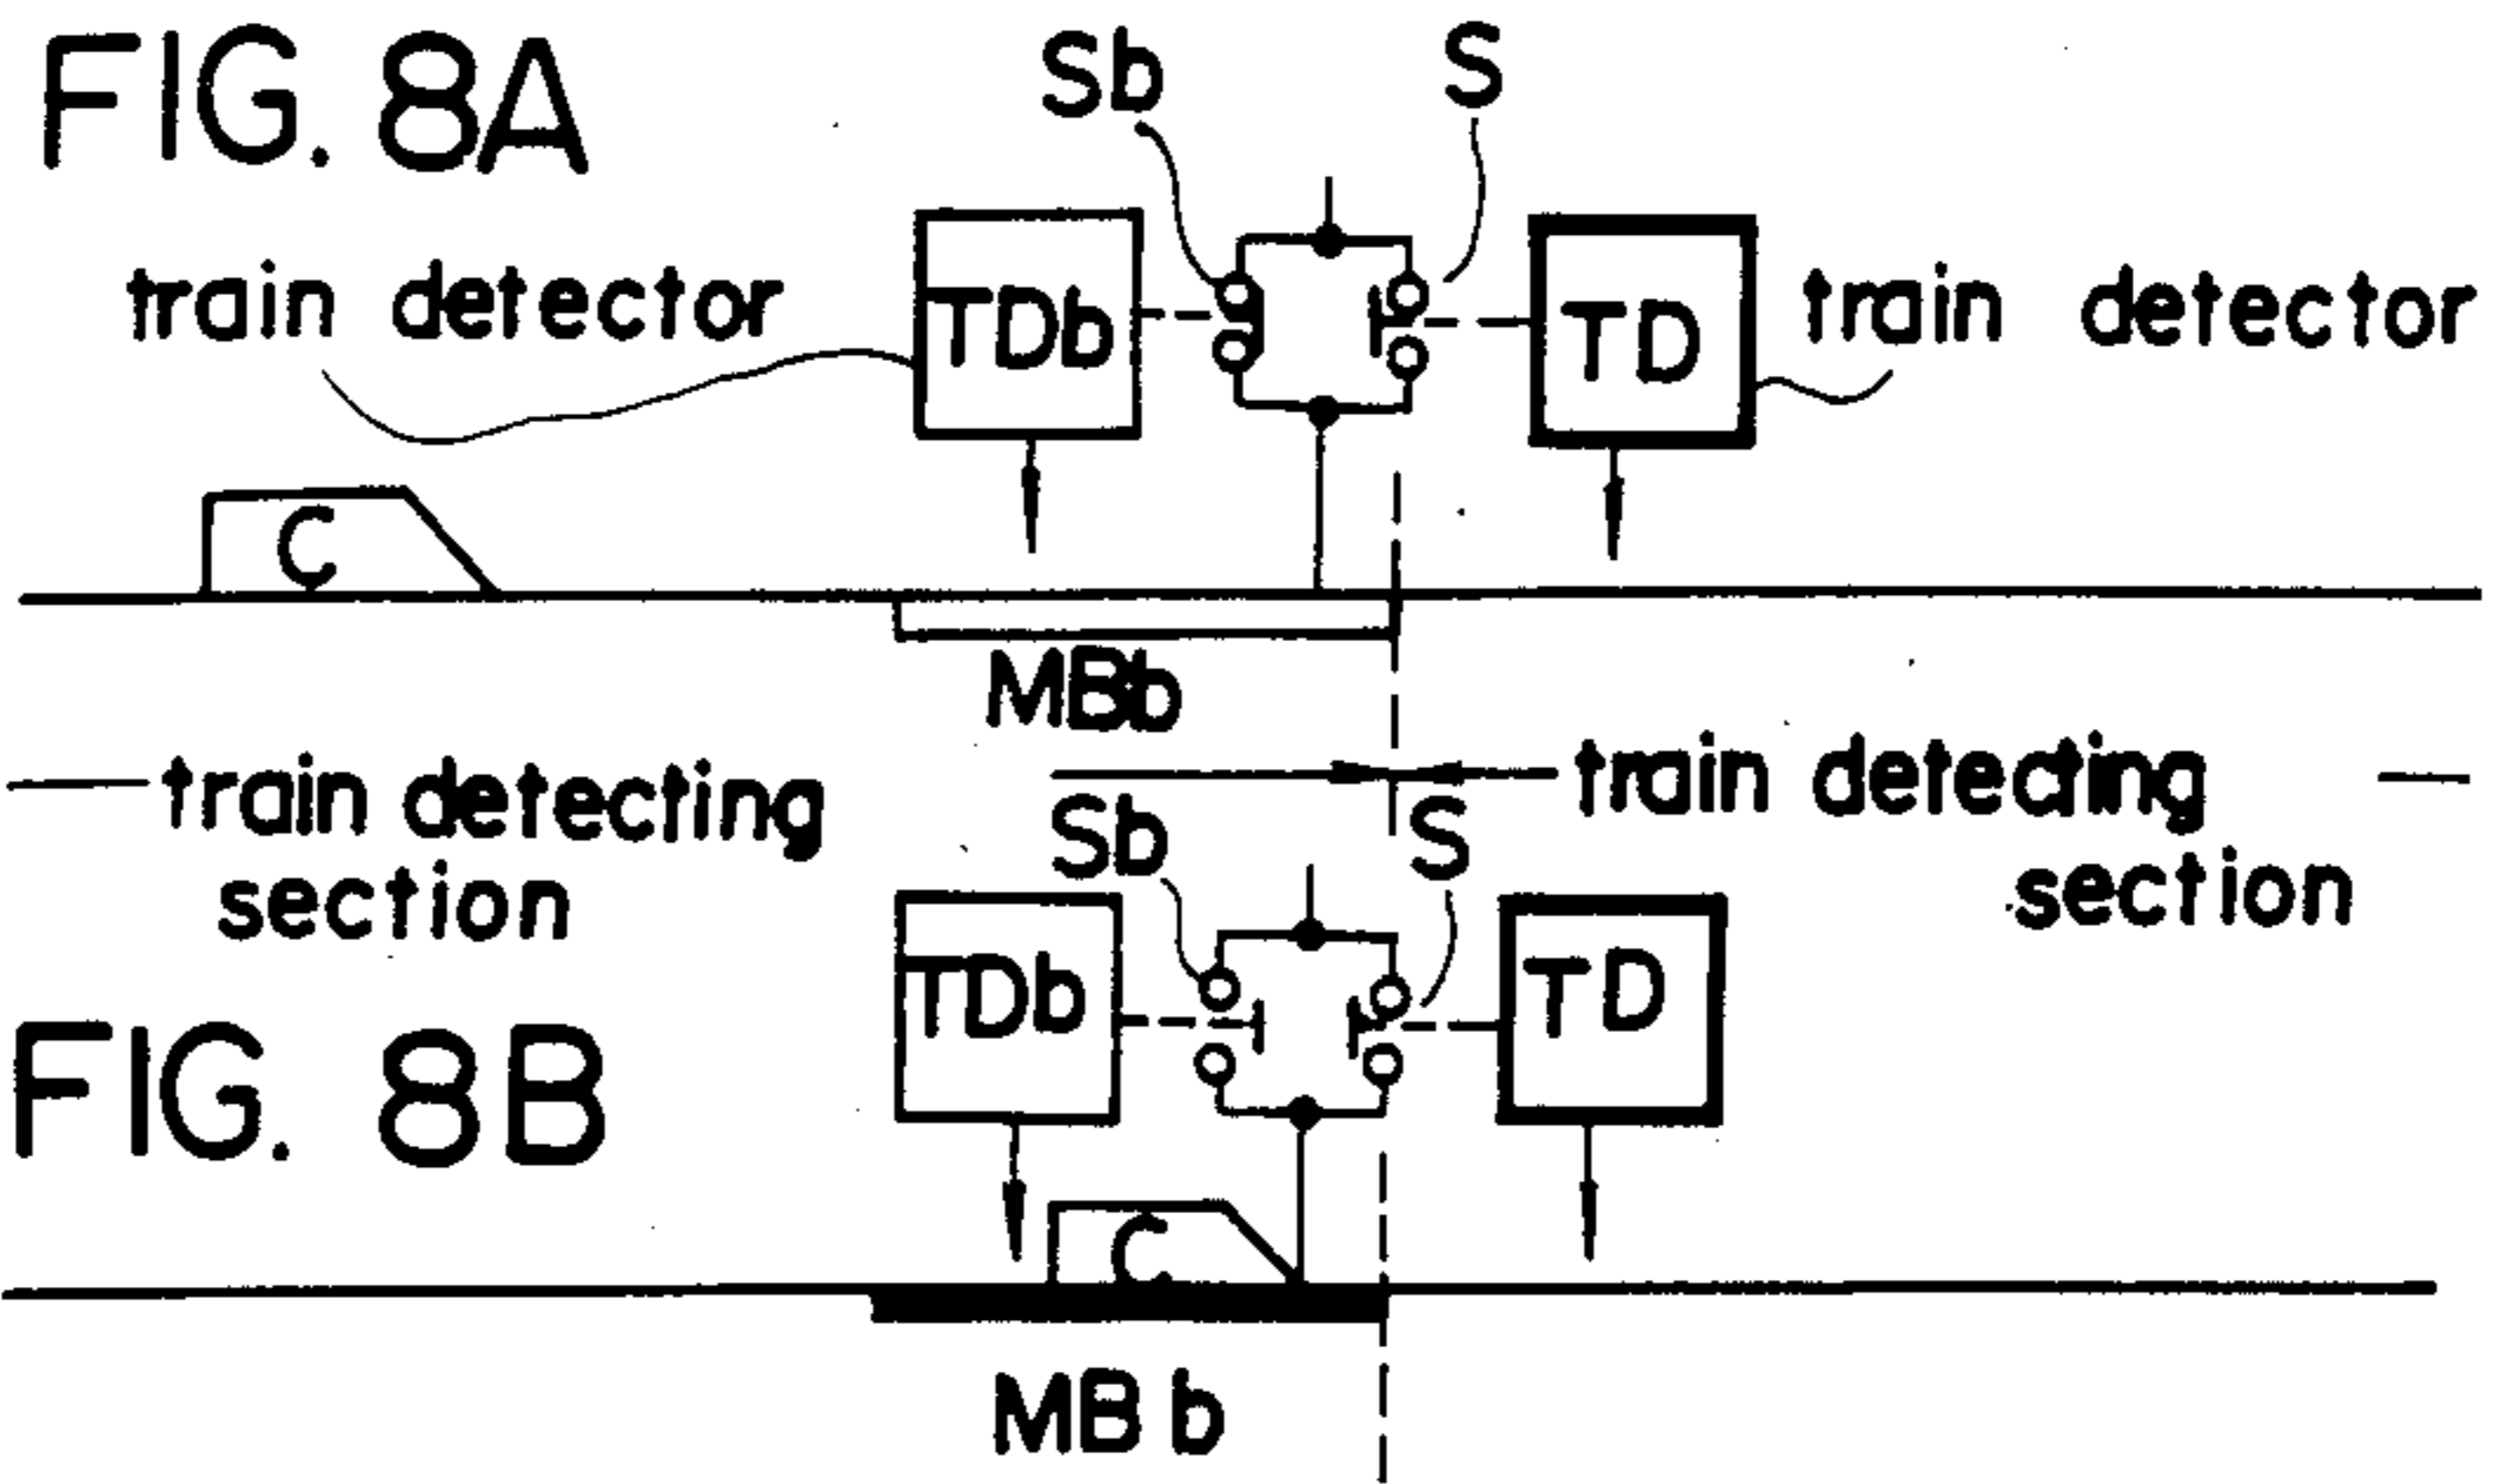 FIG. 8A
Sb S
train detector TDb TD train detector
C
MBb
train detecting section train detecting section
Sb S
TDb TD
FIG. 8B
C
MBb